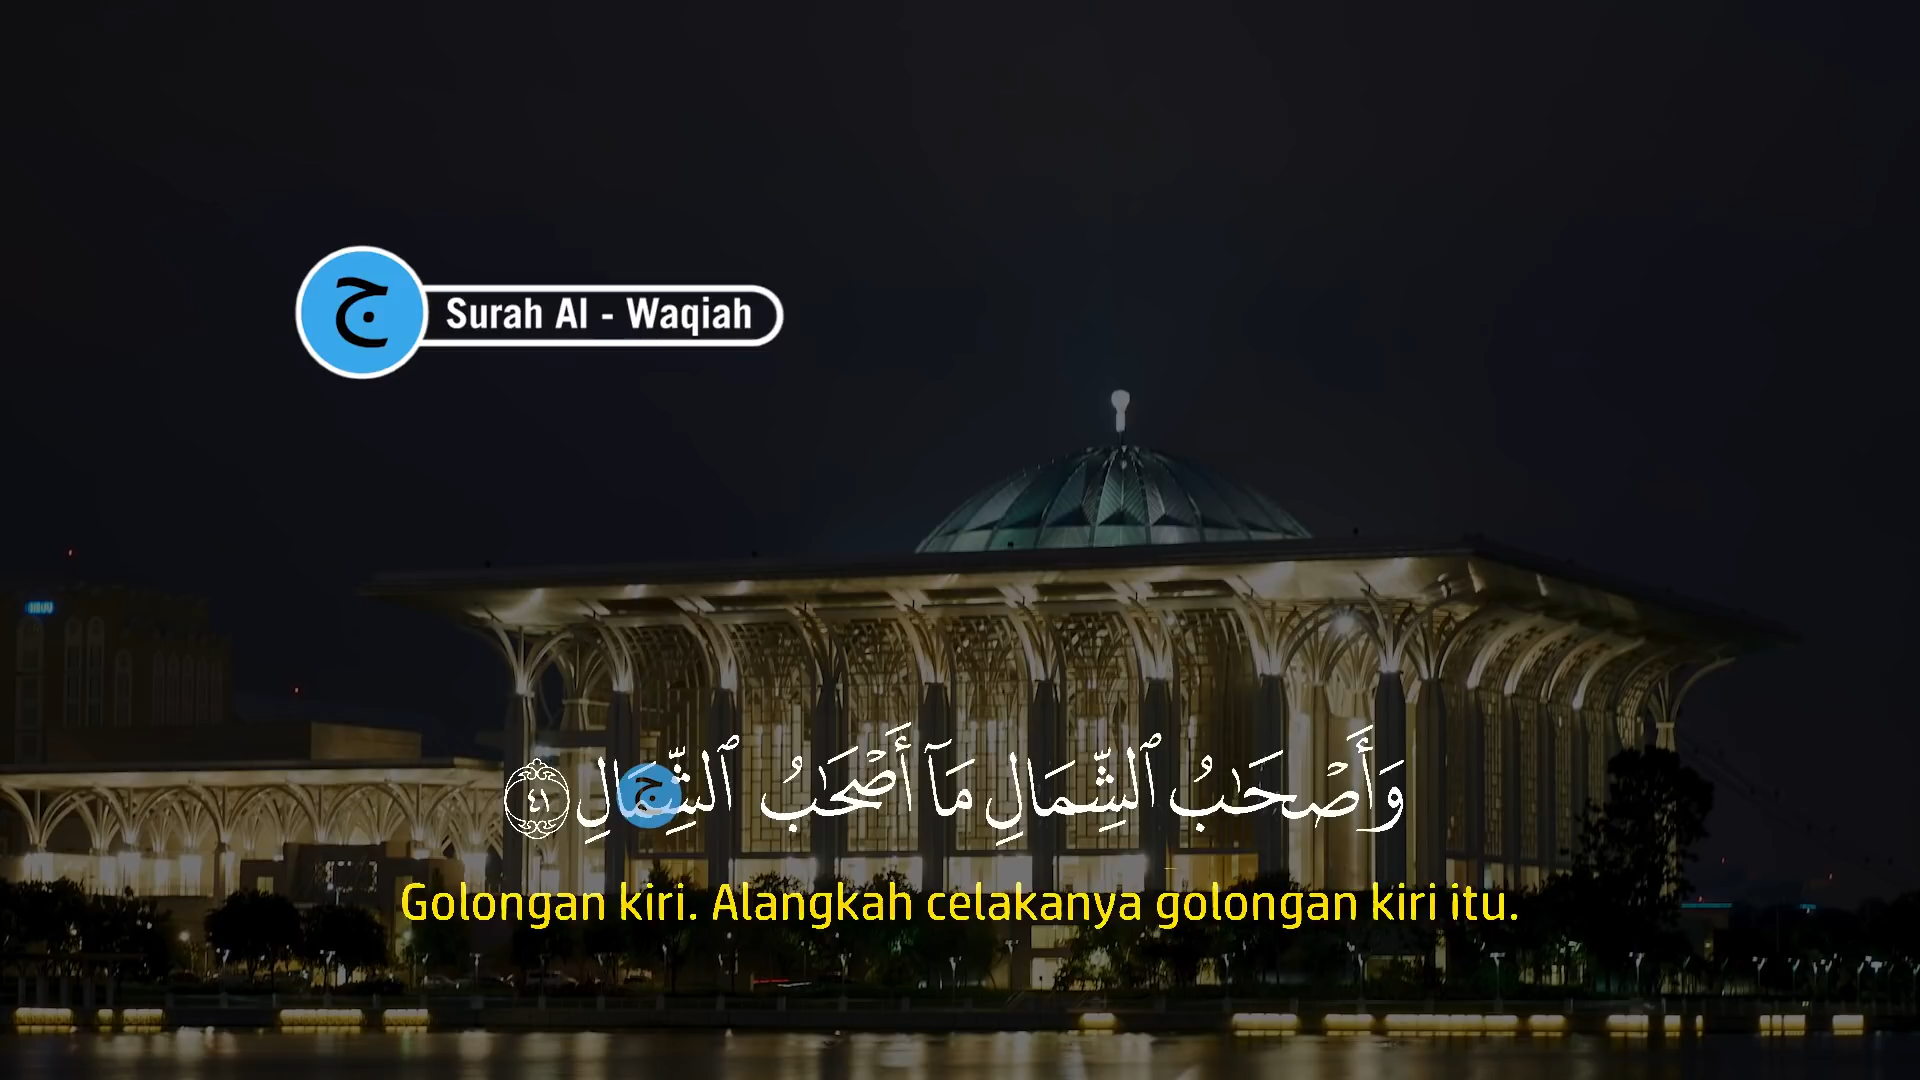 ج
Surah Al - Waqiah
وَأَصْحَٰبُ ٱلشِّمَالِ مَآ أَصْحَٰبُ ٱلشِّمَالِ ٤١
ج
Golongan kiri. Alangkah celakanya golongan kiri itu.